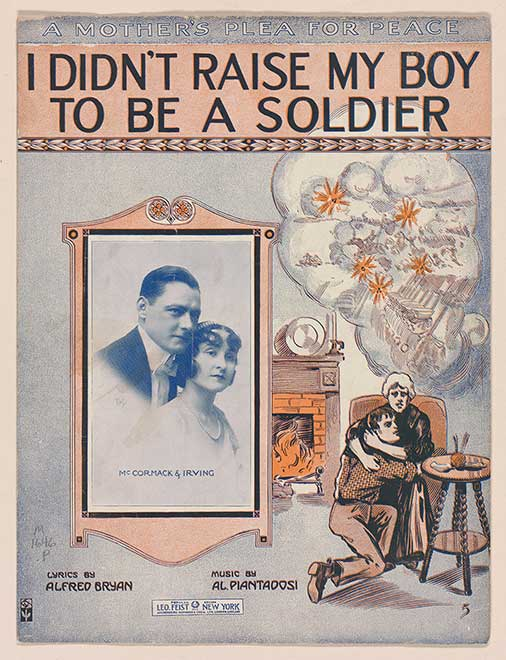 A MOTHER'S PLEA FOR PEACE
I DIDN'T RAISE MY BOY
TO BE A SOLDIER
McCORMACK & IRVING
M
1646
P
LYRICS BY
ALFRED BRYAN
MUSIC BY
AL. PIANTADOSI
LEO. FEIST NEW YORK
5